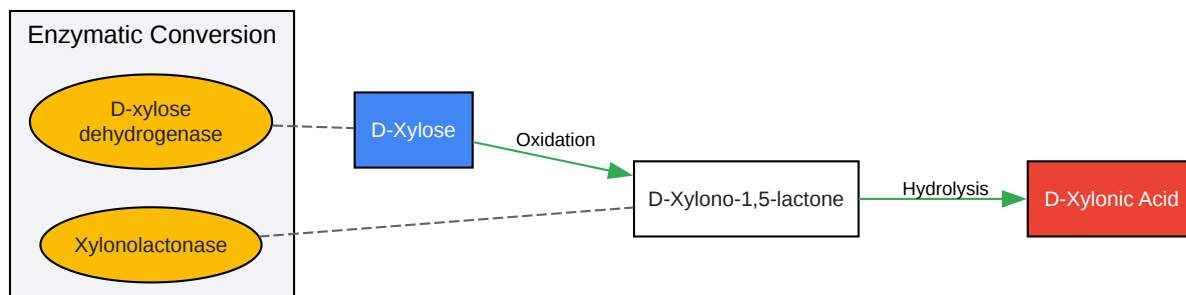 Enzymatic Conversion
D-xylose
dehydrogenase
D-Xylose
Oxidation
D-Xylono-1,5-lactone
Hydrolysis
D-Xylonic Acid
Xylonolactonase